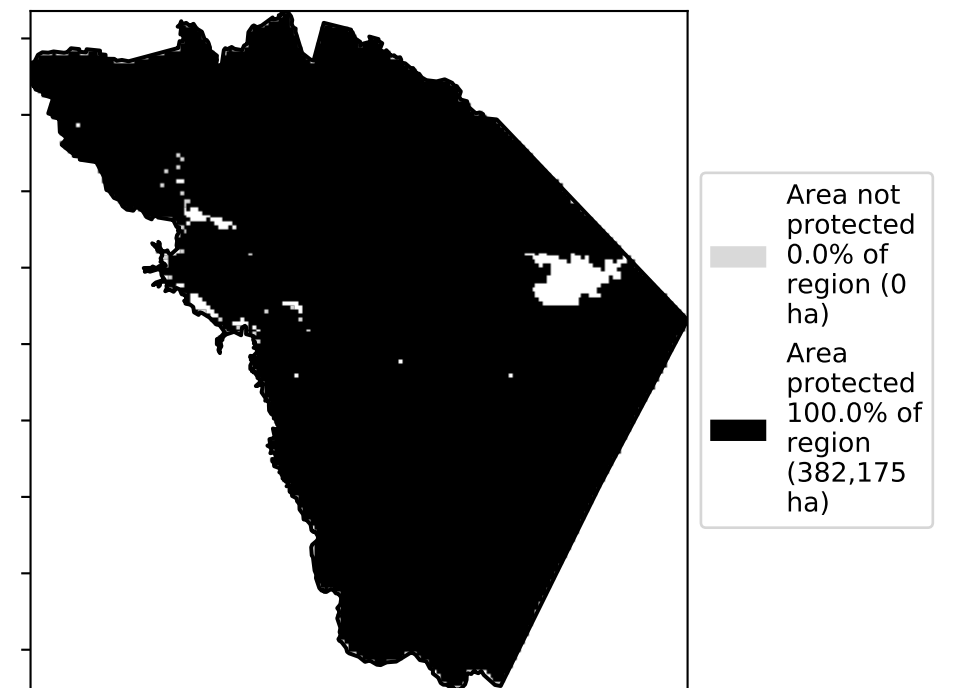 Area not
protected
0.0% of
region (0
ha)
Area
protected
100.0% of
region
(382,175
ha)